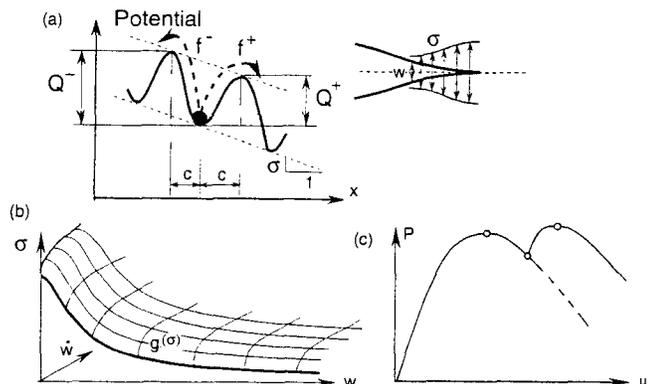 (a)
Potential
f⁻
f⁺
Q⁻
Q⁺
c
c
σ
1
x
σ
w
(b)
σ
ẇ
g(σ)
w
(c)
P
u